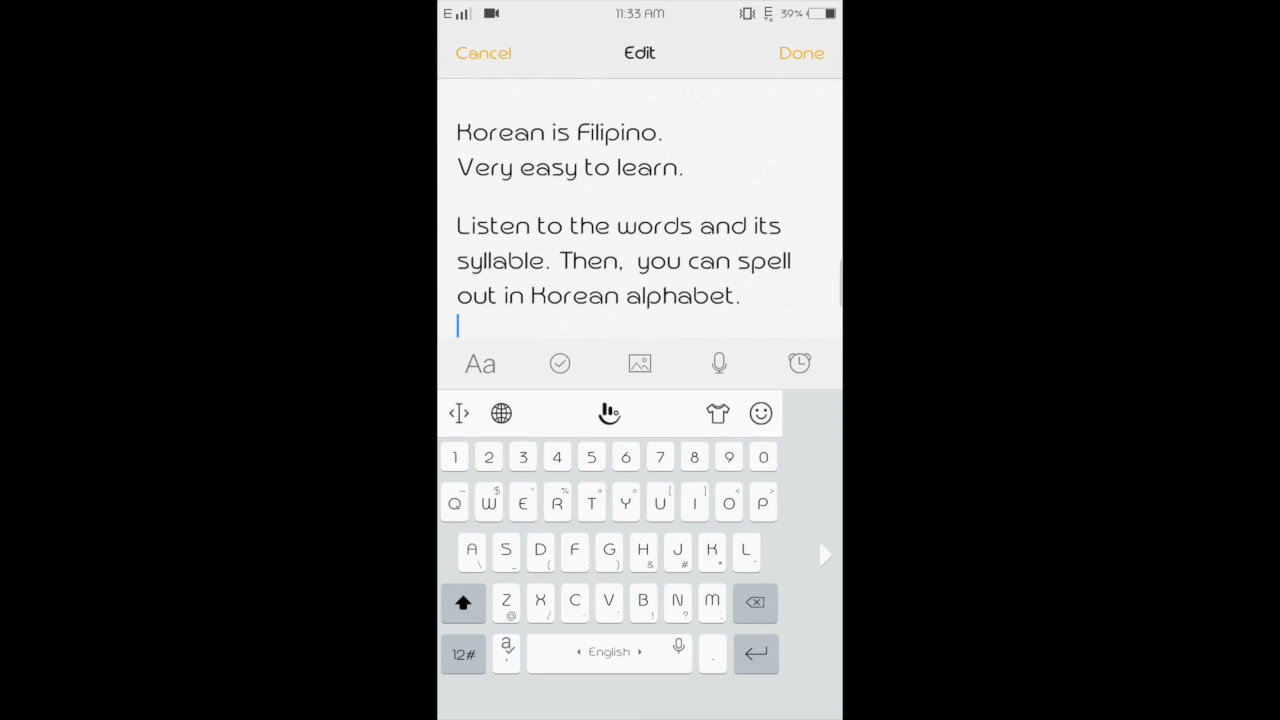 E 11:33 AM E 39%
Cancel Edit Done
Korean is Filipino.
Very easy to learn.
Listen to the words and its
syllable. Then,  you can spell
out in Korean alphabet.
Aa
1 2 3 4 5 6 7 8 9 0
Q W E R T Y U I O P
A S D F G H J K L
Z X C V B N M
12# English .